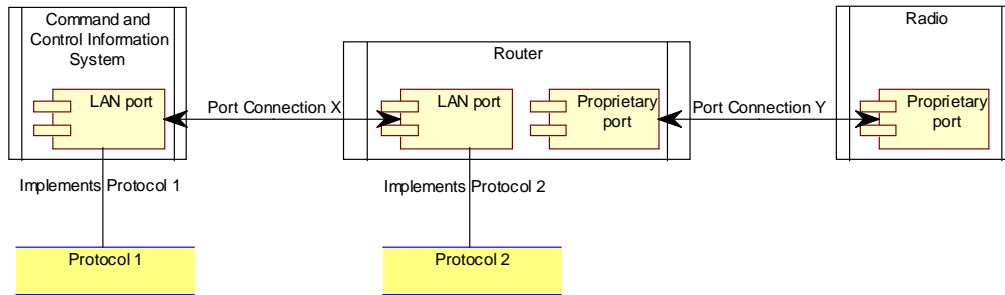 Command and
Control Information
System
LAN port
Port Connection X
Router
LAN port
Proprietary
port
Port Connection Y
Radio
Proprietary
port
Implements Protocol 1
Implements Protocol 2
Protocol 1
Protocol 2